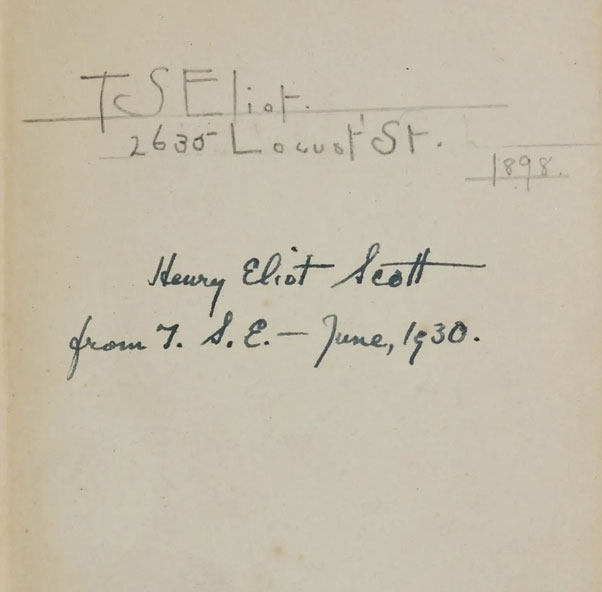 T S Eliot.
2635 Locust St.
1898.
Henry Eliot Scott
from T. S. E. — June, 1930.